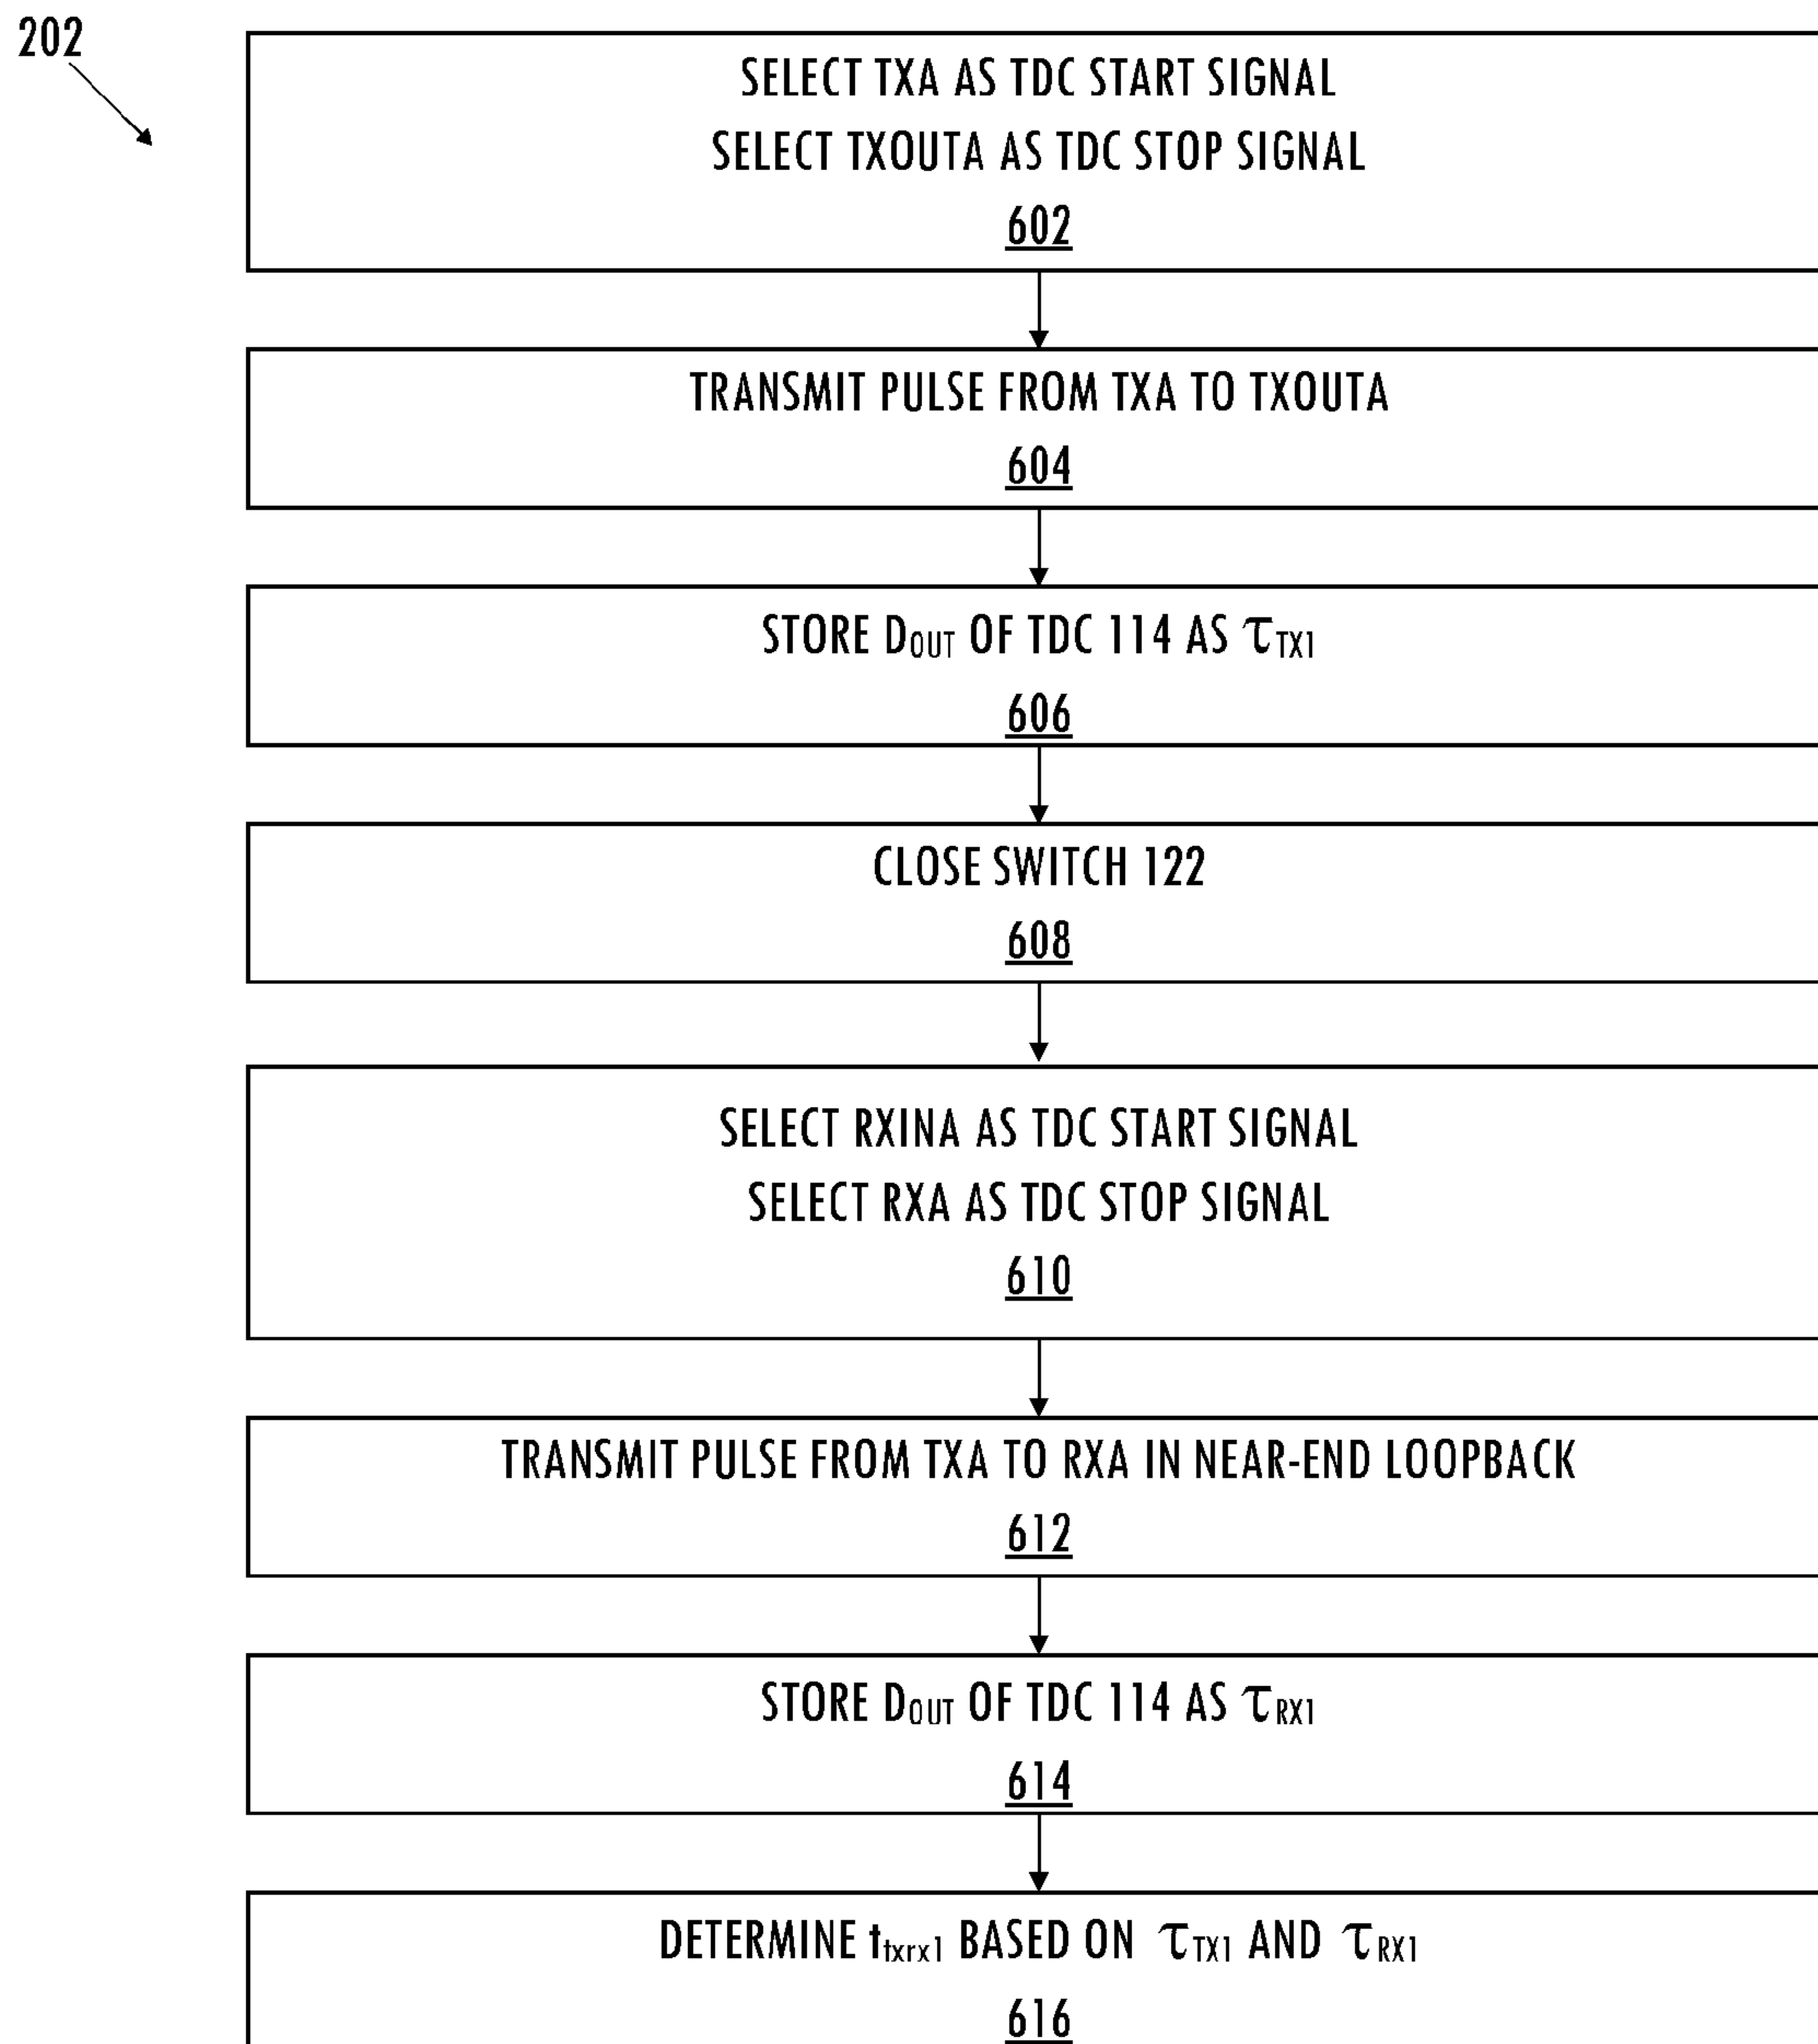 202
SELECT TXA AS TDC START SIGNAL
SELECT TXOUTA AS TDC STOP SIGNAL
602
TRANSMIT PULSE FROM TXA TO TXOUTA
604
STORE DOUT OF TDC 114 AS τTX1
606
CLOSE SWITCH 122
608
SELECT RXINA AS TDC START SIGNAL
SELECT RXA AS TDC STOP SIGNAL
610
TRANSMIT PULSE FROM TXA TO RXA IN NEAR-END LOOPBACK
612
STORE DOUT OF TDC 114 AS τRX1
614
DETERMINE ttxrx1 BASED ON τTX1 AND τRX1
616